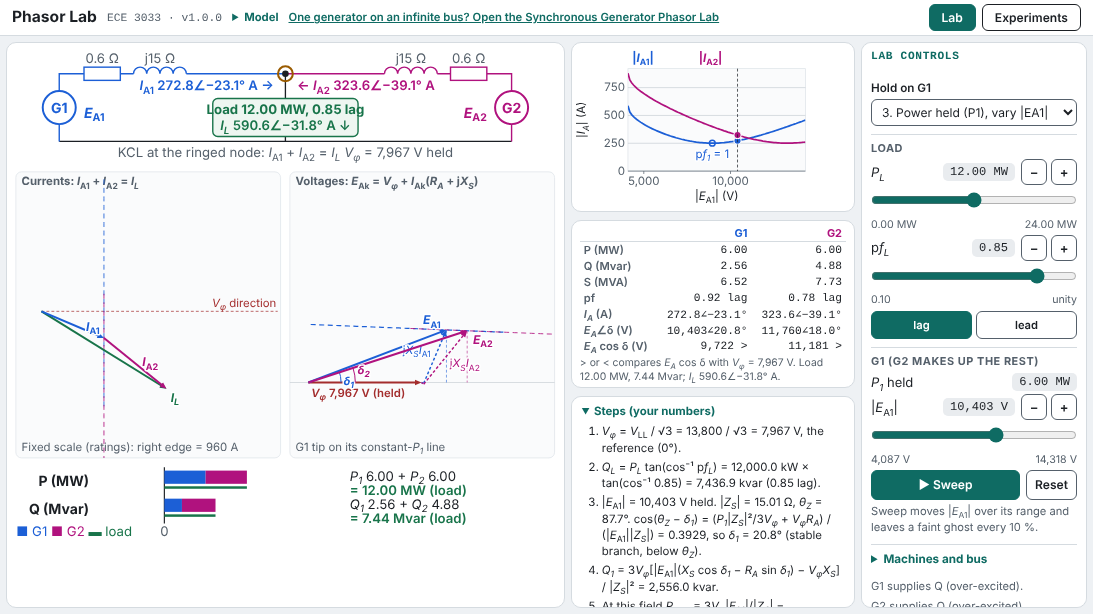 Phasor Lab ECE 3033 · v1.0.0 ▶ Model One generator on an infinite bus? Open the Synchronous Generator Phasor Lab Lab Experiments
0.6 Ω j15 Ω j15 Ω 0.6 Ω
G1 EA1 IA1 272.8∠−23.1° A → ← IA2 323.6∠−39.1° A EA2 G2
Load 12.00 MW, 0.85 lag
IL 590.6∠−31.8° A ↓
KCL at the ringed node: IA1 + IA2 = IL Vφ = 7,967 V held
Currents: IA1 + IA2 = IL
Vφ direction
IA1
IA2
IL
Fixed scale (ratings): right edge = 960 A
Voltages: EAk = Vφ + IAk(RA + jXS)
EA1
EA2
jXSIA1
jXSIA2
δ2
δ1
Vφ 7,967 V (held)
G1 tip on its constant-P1 line
P (MW)
Q (Mvar)
■ G1 ■ G2 ▬ load 0
P1 6.00 + P2 6.00
= 12.00 MW (load)
Q1 2.56 + Q2 4.88
= 7.44 Mvar (load)
|IA1| |IA2|
|IA| (A)
750
500
250
0
pf1 = 1
5,000 10,000
|EA1| (V)
G1 G2
P (MW) 6.00 6.00
Q (Mvar) 2.56 4.88
S (MVA) 6.52 7.73
pf 0.92 lag 0.78 lag
IA (A) 272.8∠−23.1° 323.6∠−39.1°
EA∠δ (V) 10,403∠20.8° 11,760∠18.0°
EA cos δ (V) 9,722 > 11,181 >
> or < compares EA cos δ with Vφ = 7,967 V. Load
12.00 MW, 7.44 Mvar; IL 590.6∠−31.8° A.
▼ Steps (your numbers)
1. Vφ = VLL / √3 = 13,800 / √3 = 7,967 V, the
reference (0°).
2. QL = PL tan(cos⁻¹ pfL) = 12,000.0 kW ×
tan(cos⁻¹ 0.85) = 7,436.9 kvar (0.85 lag).
3. |EA1| = 10,403 V held. |ZS| = 15.01 Ω, θZ =
87.7°. cos(θZ − δ1) = (P1|ZS|²/3Vφ + VφRA) /
(|EA1||ZS|) = 0.3929, so δ1 = 20.8° (stable
branch, below θZ).
4. Q1 = 3Vφ[|EA1|(XS cos δ1 − RA sin δ1) − VφXS]
/ |ZS|² = 2,556.0 kvar.
5. At this field
LAB CONTROLS
Hold on G1
3. Power held (P1), vary |EA1|
LOAD
PL 12.00 MW − +
0.00 MW 24.00 MW
pfL 0.85 − +
0.10 unity
lag lead
G1 (G2 MAKES UP THE REST)
P1 held 6.00 MW
|EA1| 10,403 V − +
4,087 V 14,318 V
▶ Sweep Reset
Sweep moves |EA1| over its range and
leaves a faint ghost every 10 %.
▶ Machines and bus
G1 supplies Q (over-excited).
G2 supplies Q (over-excited).